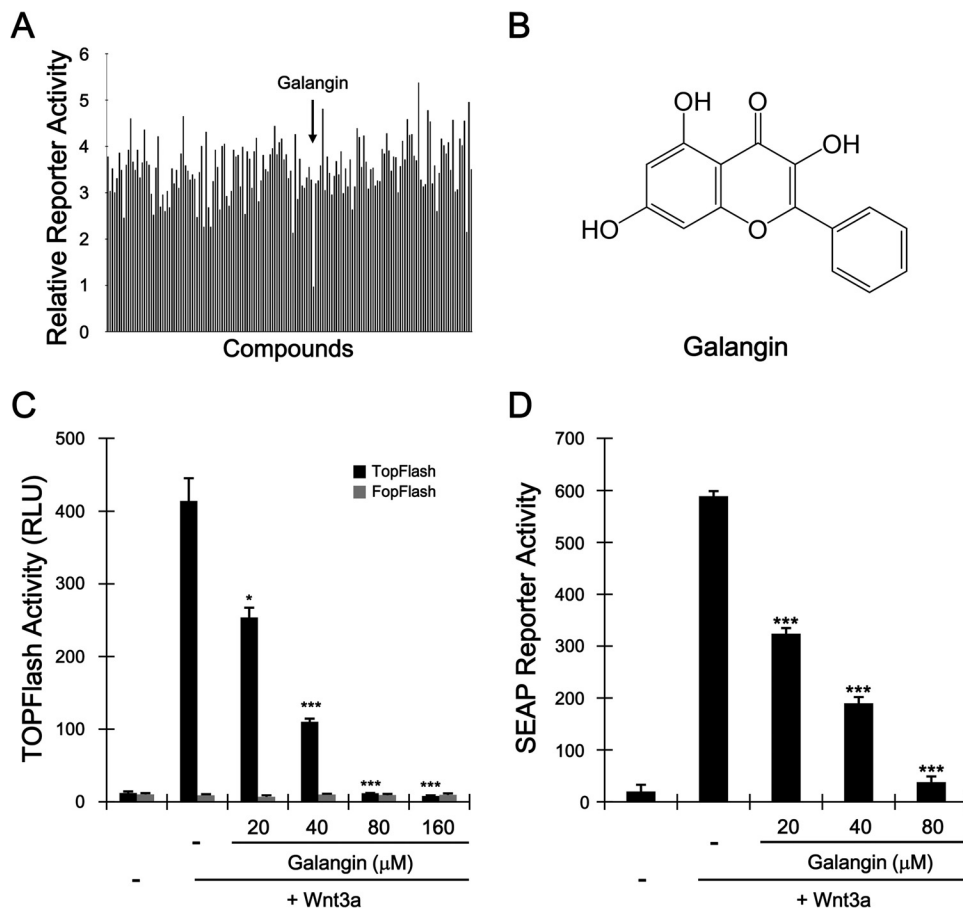 A
Relative Reporter Activity
6
5
4
3
2
1
0
Galangin
Compounds
B
OH
O
OH
HO
O
Galangin
C
TOPFlash Activity (RLU)
500
400
300
200
100
0
TopFlash
FopFlash
*
***
***
***
20 40 80 160
-
Galangin (μM)
-
+ Wnt3a
D
SEAP Reporter Activity
700
600
500
400
300
200
100
0
***
***
***
20 40 80
-
Galangin (μM)
-
+ Wnt3a